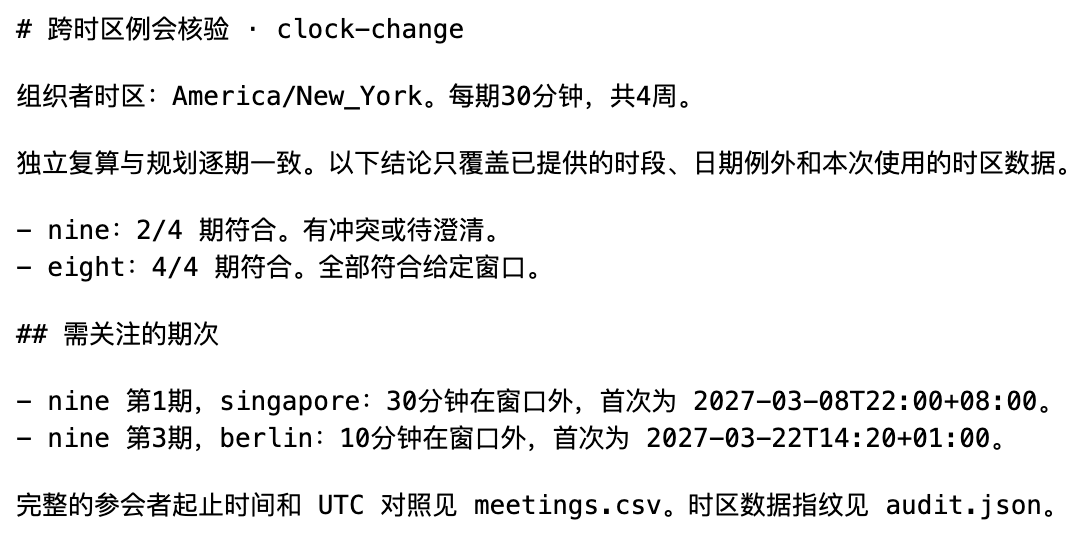 # 跨时区例会核验 · clock-change
组织者时区：America/New_York。每期30分钟，共4周。
独立复算与规划逐期一致。以下结论只覆盖已提供的时段、日期例外和本次使用的时区数据。
- nine：2/4 期符合。有冲突或待澄清。
- eight：4/4 期符合。全部符合给定窗口。
## 需关注的期次
- nine 第1期，singapore：30分钟在窗口外，首次为 2027-03-08T22:00+08:00。
- nine 第3期，berlin：10分钟在窗口外，首次为 2027-03-22T14:20+01:00。
完整的参会者起止时间和 UTC 对照见 meetings.csv。时区数据指纹见 audit.json。